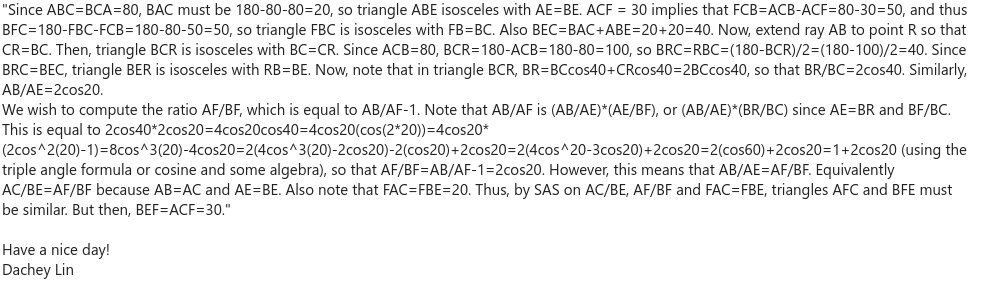 "Since ABC=BCA=80, BAC must be 180-80-80=20, so triangle ABE isosceles with AE=BE. ACF = 30 implies that FCB=ACB-ACF=80-30=50, and thus
BFC=180-FBC-FCB=180-80-50=50, so triangle FBC is isosceles with FB=BC. Also BEC=BAC+ABE=20+20=40. Now, extend ray AB to point R so that
CR=BC. Then, triangle BCR is isosceles with BC=CR. Since ACB=80, BCR=180-ACB=180-80=100, so BRC=RBC=(180-BCR)/2=(180-100)/2=40. Since
BRC=BEC, triangle BER is isosceles with RB=BE. Now, note that in triangle BCR, BR=BCcos40+CRcos40=2BCcos40, so that BR/BC=2cos40. Similarly,
AB/AE=2cos20.
We wish to compute the ratio AF/BF, which is equal to AB/AF-1. Note that AB/AF is (AB/AE)*(AE/BF), or (AB/AE)*(BR/BC) since AE=BR and BF/BC.
This is equal to 2cos40*2cos20=4cos20cos40=4cos20(cos(2*20))=4cos20*
(2cos^2(20)-1)=8cos^3(20)-4cos20=2(4cos^3(20)-2cos20)-2(cos20)+2cos20=2(4cos^20-3cos20)+2cos20=2(cos60)+2cos20=1+2cos20 (using the
triple angle formula or cosine and some algebra), so that AF/BF=AB/AF-1=2cos20. However, this means that AB/AE=AF/BF. Equivalently
AC/BE=AF/BF because AB=AC and AE=BE. Also note that FAC=FBE=20. Thus, by SAS on AC/BE, AF/BF and FAC=FBE, triangles AFC and BFE must
be similar. But then, BEF=ACF=30."
Have a nice day!
Dachey Lin